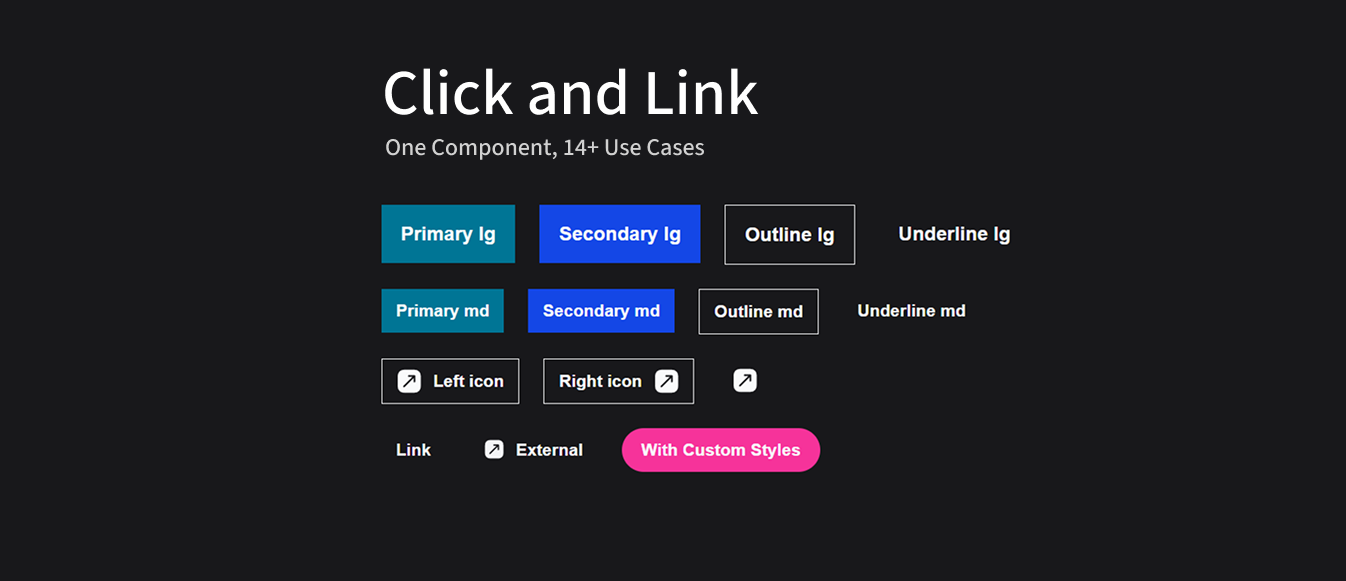 Click and Link
One Component, 14+ Use Cases
Primary lg Secondary lg Outline lg Underline lg
Primary md Secondary md Outline md Underline md
Left icon Right icon
Link External With Custom Styles